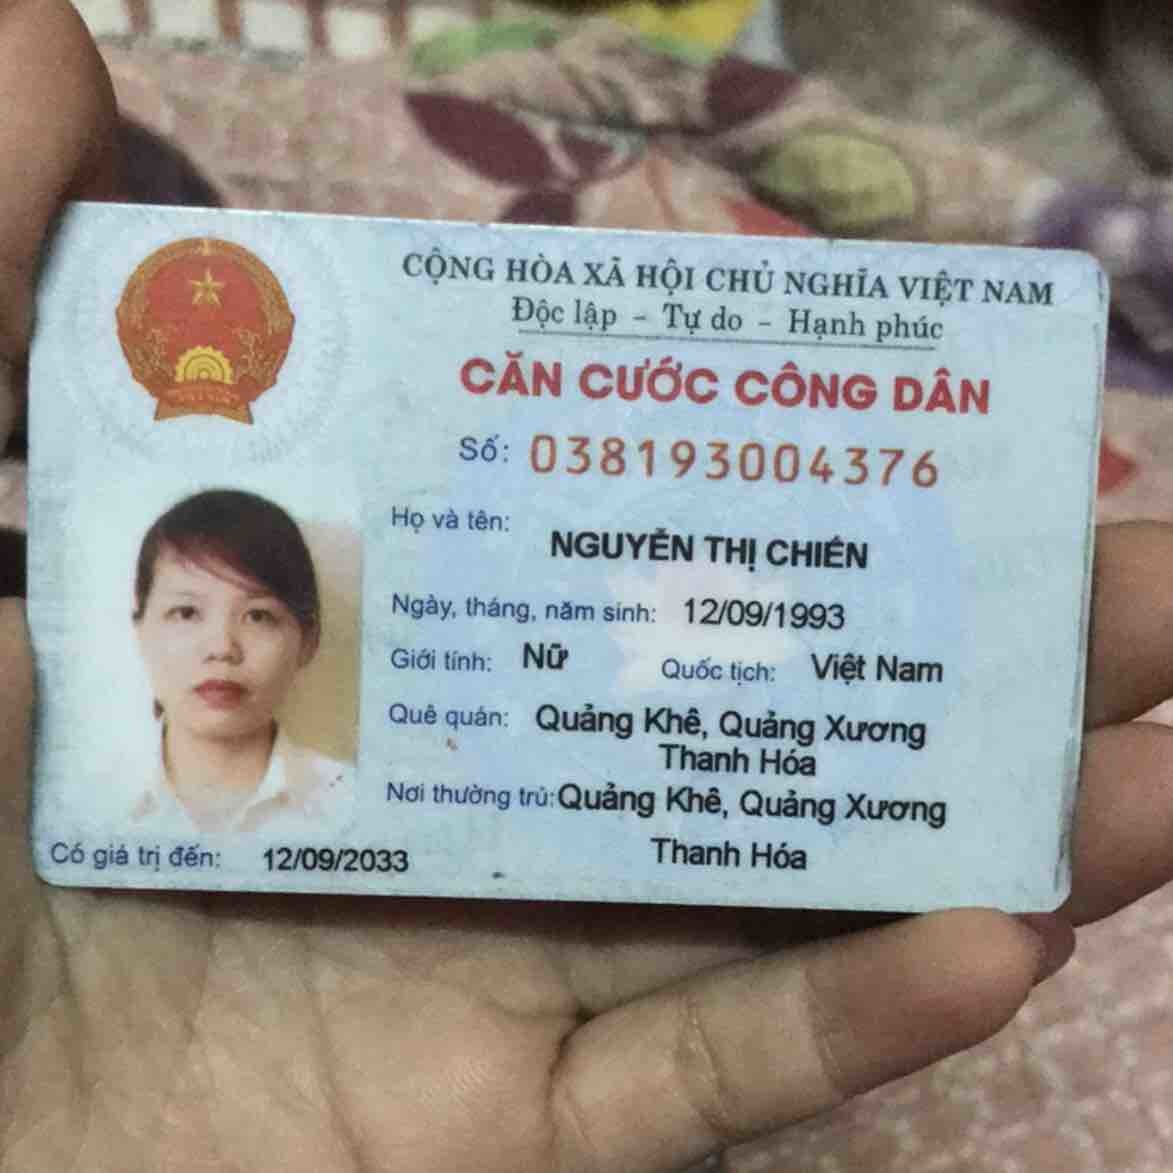 CỘNG HÒA XÃ HỘI CHỦ NGHĨA VIỆT NAM
Độc lập - Tự do - Hạnh phúc
CĂN CƯỚC CÔNG DÂN
Số: 038193004376
Họ và tên:
NGUYỄN THỊ CHIÊN
Ngày, tháng, năm sinh: 12/09/1993
Giới tính: Nữ Quốc tịch: Việt Nam
Quê quán: Quảng Khê, Quảng Xương
Thanh Hóa
Nơi thường trú: Quảng Khê, Quảng Xương
Thanh Hóa
Có giá trị đến: 12/09/2033